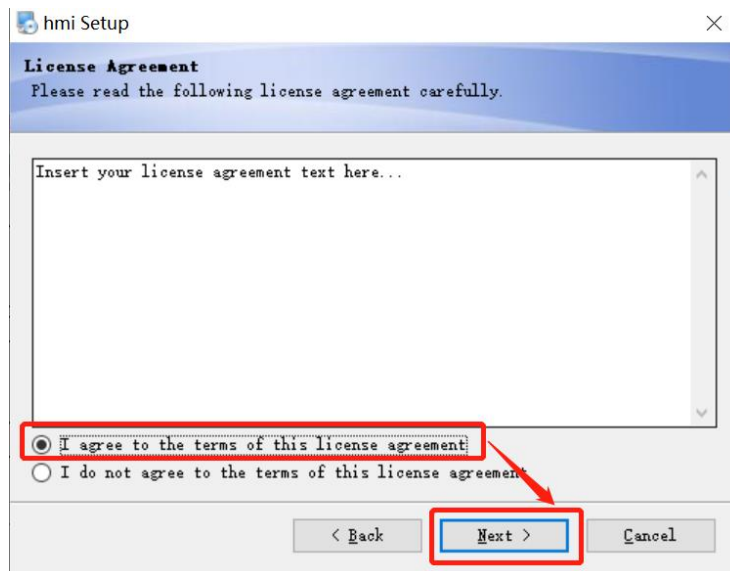 hmi Setup
License Agreement
Please read the following license agreement carefully.
Insert your license agreement text here...
I agree to the terms of this license agreement
I do not agree to the terms of this license agreement
< Back
Next >
Cancel